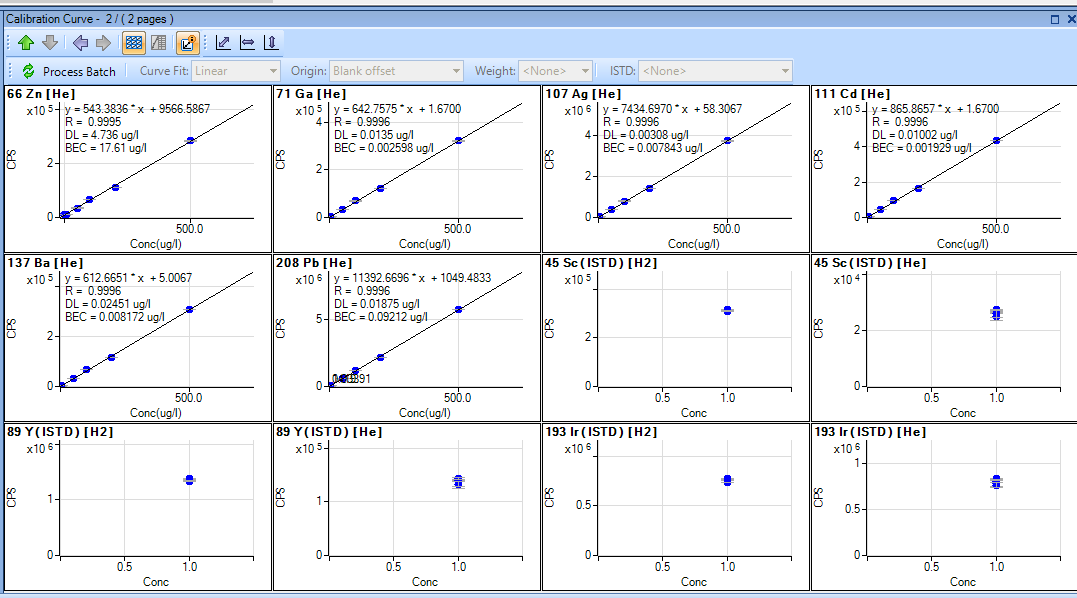 Calibration Curve - 2 / ( 2 pages )
Process Batch Curve Fit: Linear Origin: Blank offset Weight: <None> ISTD: <None>
66 Zn [He]
x10 5
y = 543.3836 * x + 9566.5867
R = 0.9995
DL = 4.736 ug/l
BEC = 17.61 ug/l
CPS
2
0
500.0
Conc(ug/l)
71 Ga [He]
x10 5
y = 642.7575 * x + 1.6700
4
R = 0.9996
DL = 0.0135 ug/l
BEC = 0.002598 ug/l
CPS
2
0
500.0
Conc(ug/l)
107 Ag [He]
x10 6
y = 7434.6970 * x + 58.3067
R = 0.9996
4
DL = 0.00308 ug/l
BEC = 0.007843 ug/l
CPS
2
0
500.0
Conc(ug/l)
111 Cd [He]
x10 5
y = 865.8657 * x + 1.6700
R = 0.9996
DL = 0.01002 ug/l
4
BEC = 0.001929 ug/l
CPS
2
0
500.0
Conc(ug/l)
137 Ba [He]
x10 5
y = 612.6651 * x + 5.0067
R = 0.9996
DL = 0.02451 ug/l
BEC = 0.008172 ug/l
CPS
2
0
500.0
Conc(ug/l)
208 Pb [He]
x10 6
y = 11392.6696 * x + 1049.4833
R = 0.9996
DL = 0.01875 ug/l
BEC = 0.09212 ug/l
5
CPS
0
500.0
Conc(ug/l)
45 Sc ( ISTD ) [H2]
x10 5
CPS
2
0
0.5 1.0
Conc
45 Sc ( ISTD ) [He]
x10 4
CPS
2
0
0.5 1.0
Conc
89 Y ( ISTD ) [H2]
x10 6
CPS
1
0
0.5 1.0
Conc
89 Y ( ISTD ) [He]
x10 5
CPS
1
0
0.5 1.0
Conc
193 Ir ( ISTD ) [H2]
x10 6
CPS
0.5
0
0.5 1.0
Conc
193 Ir ( ISTD ) [He]
x10 6
1
CPS
0.5
0
0.5 1.0
Conc